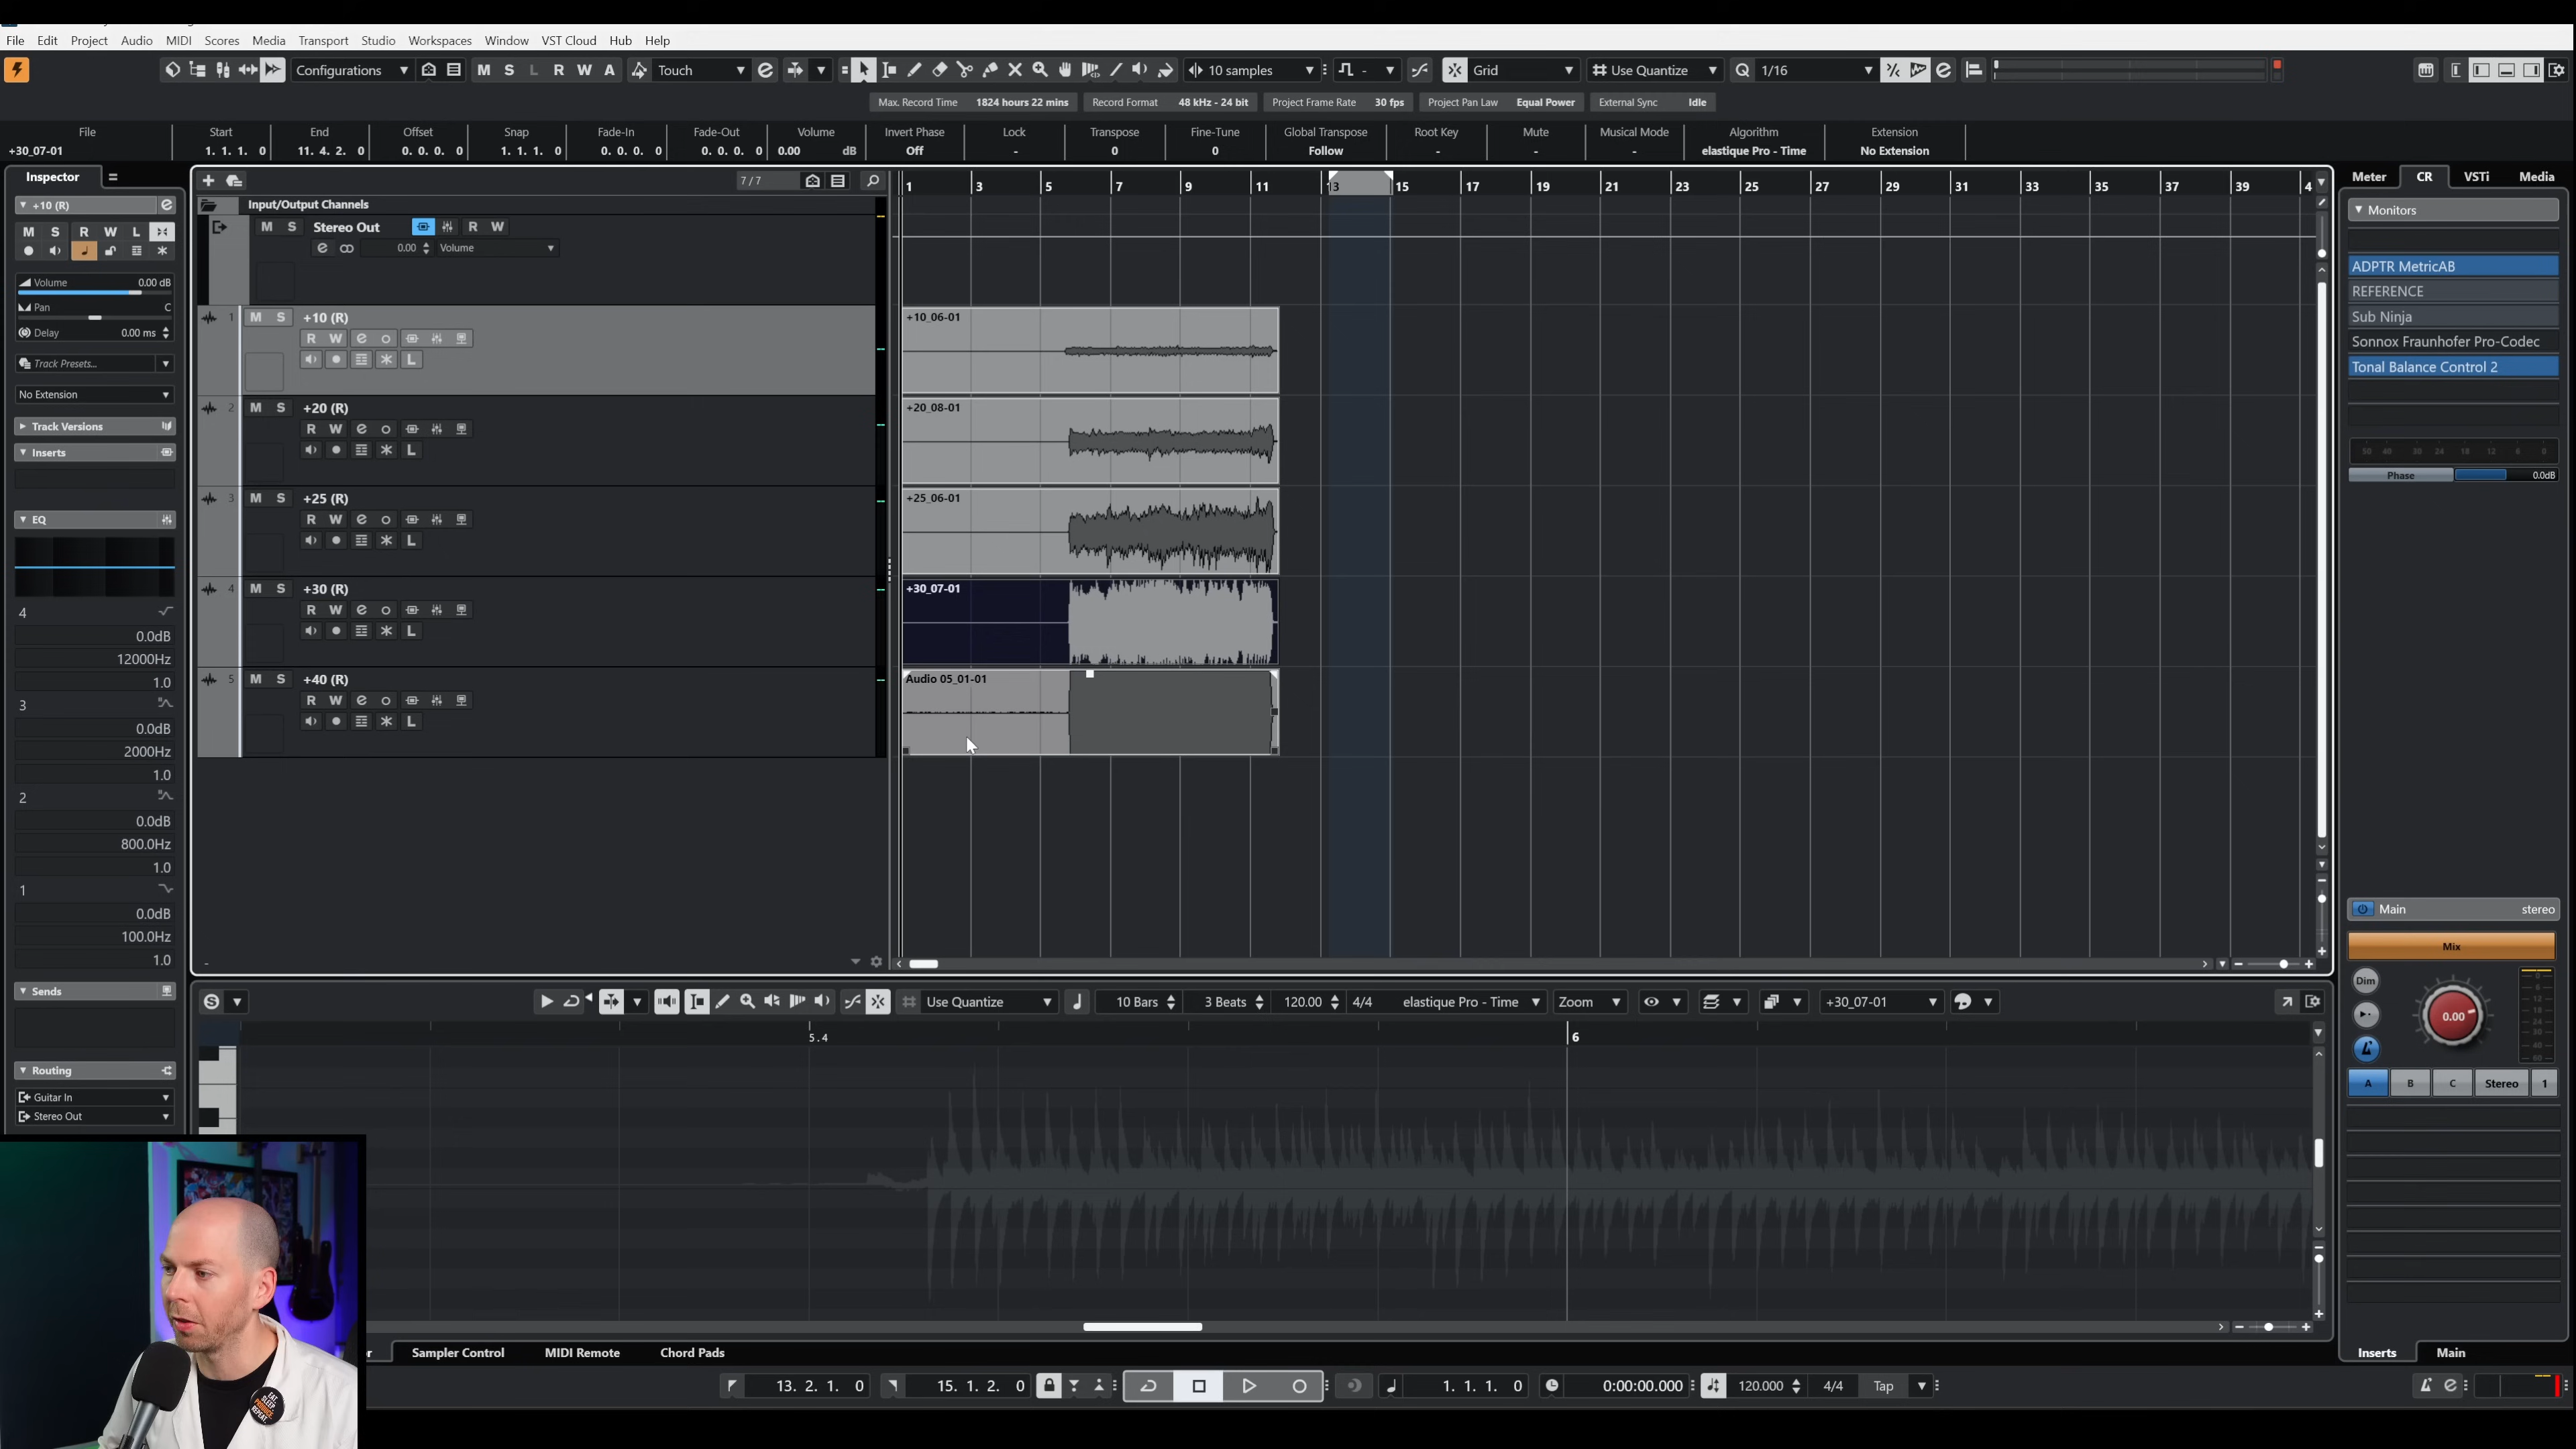 File Edit Project Audio MIDI Scores Media Transport Studio Workspaces Window VST Cloud Hub Help
Configurations M S L R W A Touch 10 samples - Grid Use Quantize Q 1/16
Max. Record Time 1824 hours 22 mins Record Format 48 kHz - 24 bit Project Frame Rate 30 fps Project Pan Law Equal Power External Sync Idle
File Start End Offset Snap Fade-In Fade-Out Volume Invert Phase Lock Transpose Fine-Tune Global Transpose Root Key Mute Musical Mode Algorithm Extension
+30_07-01 1. 1. 1. 0 11. 4. 2. 0 0. 0. 0. 0 1. 1. 1. 0 0. 0. 0. 0 0. 0. 0. 0 0.00 dB Off - 0 0 Follow - - - elastique Pro - Time No Extension
Inspector
+10 (R)
M S R W L
Volume 0.00 dB
Pan C
Delay 0.00 ms
Track Presets...
No Extension
Track Versions
Inserts
EQ
4
0.0dB
12000Hz
1.0
3
0.0dB
2000Hz
1.0
2
0.0dB
800.0Hz
1.0
1
0.0dB
100.0Hz
1.0
Sends
Routing
Guitar In
Stereo Out
7 / 7
Input/Output Channels
M S Stereo Out R W
0.00 Volume
1 M S +10 (R)
R W
L
2 M S +20 (R)
R W
L
3 M S +25 (R)
R W
L
4 M S +30 (R)
R W
L
5 M S +40 (R)
R W
L
1 3 5 7 9 11 13 15 17 19 21 23 25 27 29 31 33 35 37 39 4
+10_06-01
+20_08-01
+25_06-01
+30_07-01
Audio 05_01-01
Meter CR VSTi Media
Monitors
ADPTR MetricAB
REFERENCE
Sub Ninja
Sonnox Fraunhofer Pro-Codec
Tonal Balance Control 2
50 40 30 24 18 12 6 0
Phase 0.0dB
Main stereo
Mix
Dim
0.00
A B C Stereo 1
Inserts Main
S Use Quantize 10 Bars 3 Beats 120.00 4/4 elastique Pro - Time Zoom +30_07-01
5.4 6
Sampler Control MIDI Remote Chord Pads
13. 2. 1. 0 15. 1. 2. 0 1. 1. 1. 0 0:00:00.000 120.000 4/4 Tap
EAT.
SLEEP.
PRODUCE.
REPEAT.